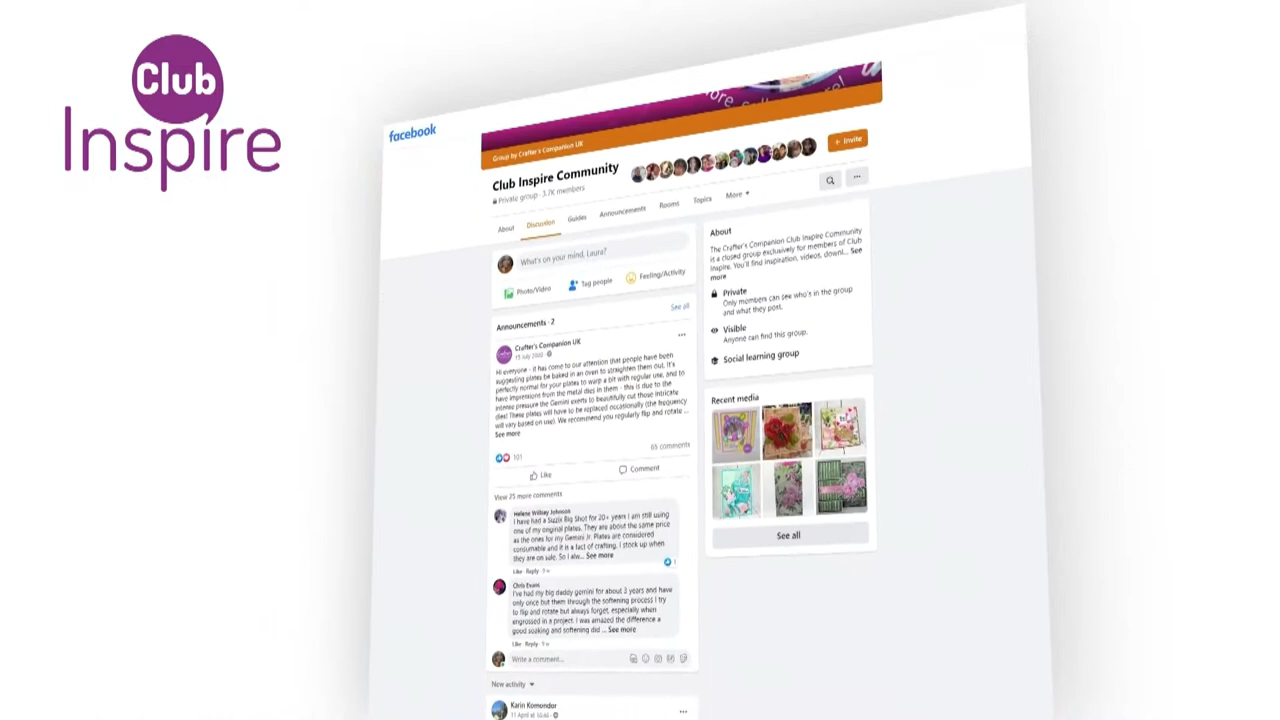 Club
Inspire
facebook
Group by Crafter's Companion UK
Club Inspire Community
Private group · 3.7K members
+ Invite
About
Discussion
Guides
Announcements
Rooms
Topics
More
What's on your mind, Laura?
Photo/Video
Tag people
Feeling/Activity
Announcements · 2
See all
Crafter's Companion UK
15 July 2020
Hi everyone - it has come to our attention that people have been
suggesting plates be baked in an oven to straighten them out. It's
perfectly normal for your plates to warp a bit with regular use, and to
have impressions from the metal dies in them - this is due to the
intense pressure the Gemini exerts to beautifully cut those intricate
dies! These plates will have to be replaced occasionally (the frequency
will vary based on use). We recommend you regularly flip and rotate ...
See more
101
65 comments
Like
Comment
View 25 more comments
Helene Willsey Johnson
I have had a Sizzix Big Shot for 20+ years I am still using
one of my original plates. They are about the same price
as the ones for my Gemini Jr. Plates are considered
consumable and it is a fact of crafting. I stock up when
they are on sale. So I alw... See more
1
Like · Reply · 9 w
Chris Evans
I've had my big daddy gemini for about 3 years and have
only once but them through the softening process I try
to flip and rotate but always forget, especially when
engrossed in a project. I was amazed the difference a
good soaking and softening did ... See more
Like · Reply · 9 w
Write a comment...
New activity
Karin Komondor
11 April at 10:40
About
The Crafter's Companion Club Inspire Community
is a closed group exclusively for members of Club
Inspire. You'll find inspiration, videos, downl... See
more
Private
Only members can see who's in the group
and what they post.
Visible
Anyone can find this group.
Social learning group
Recent media
See all